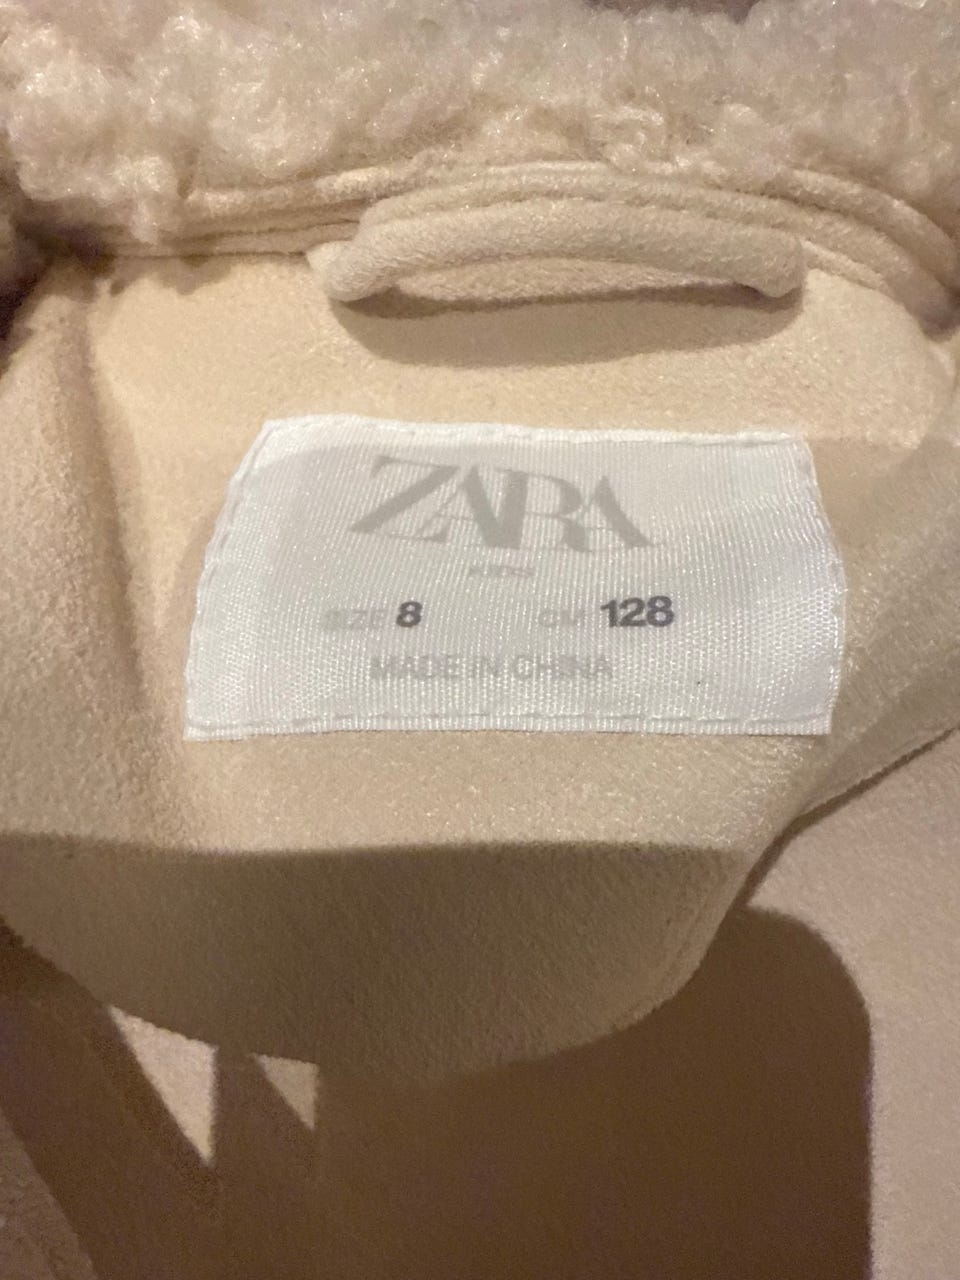 ZARA
KIDS
SIZE 8 CM 128
MADE IN CHINA